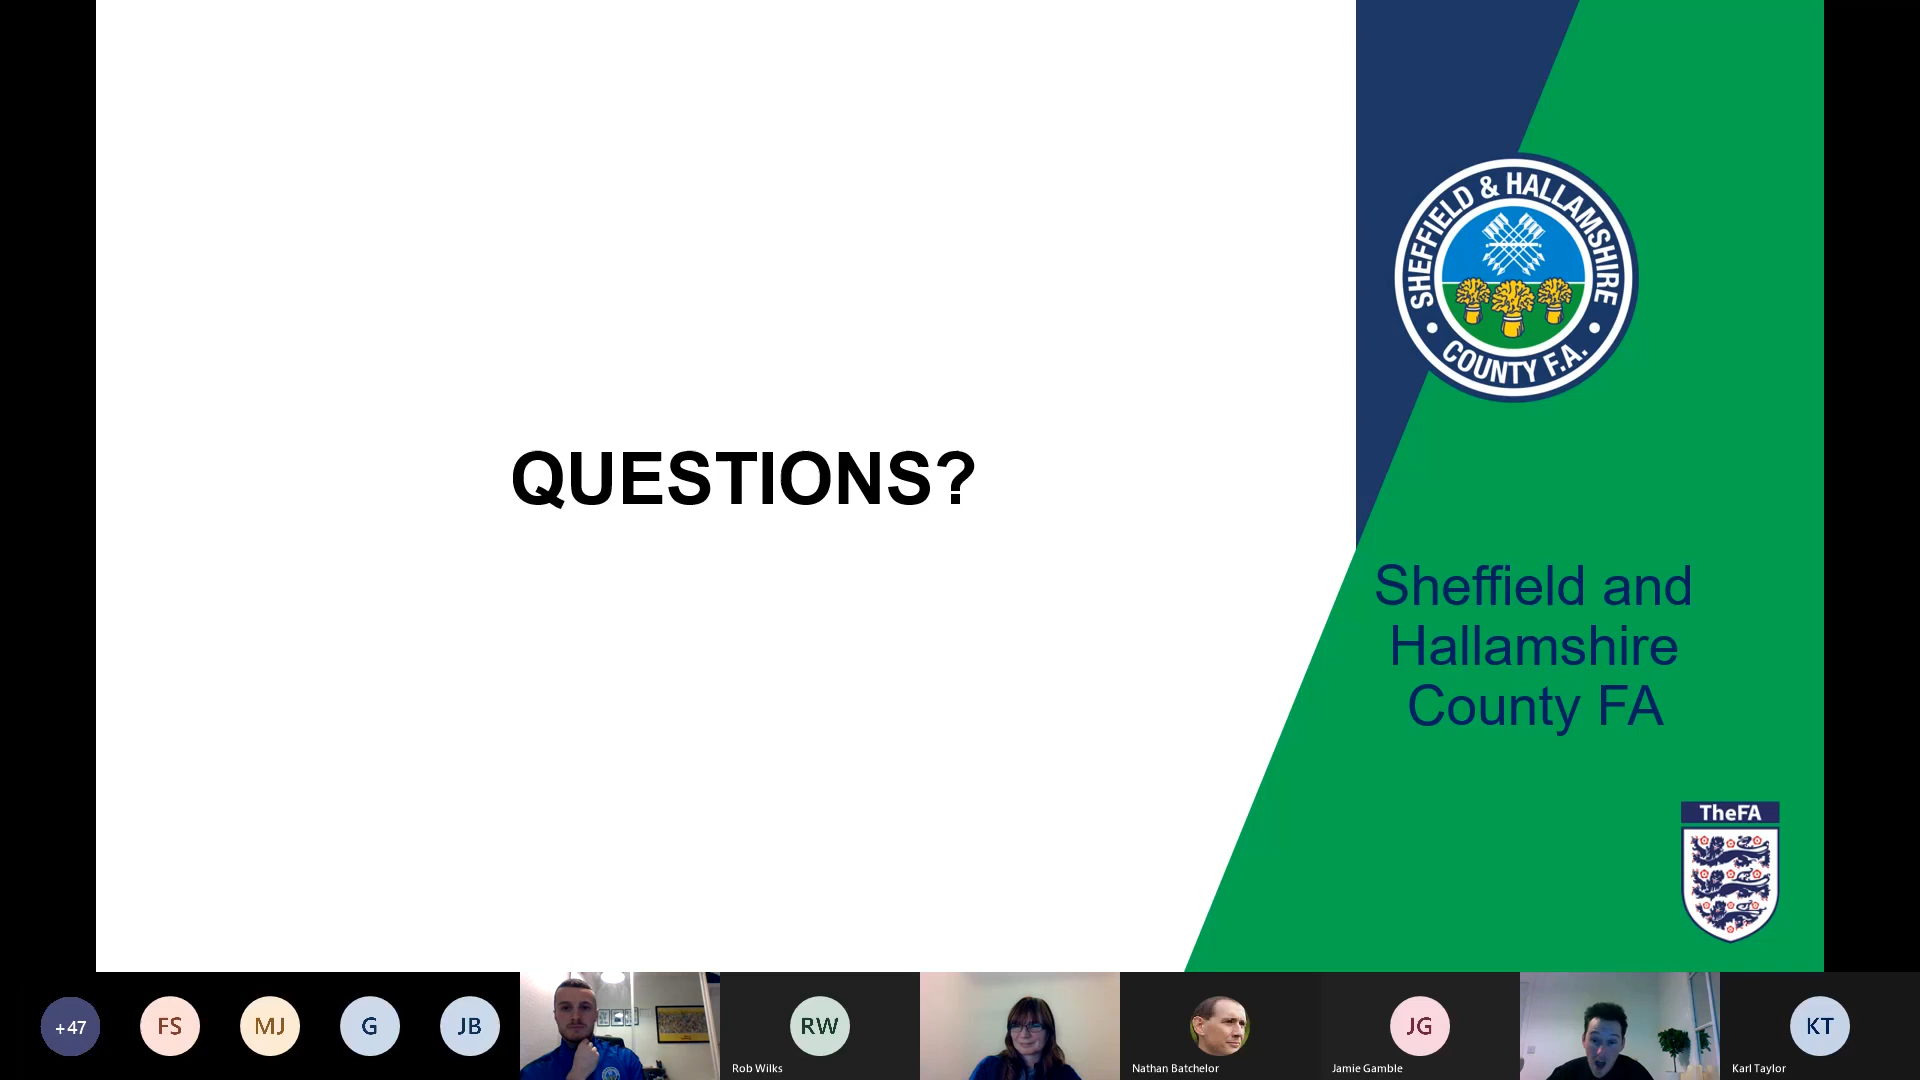 QUESTIONS?
SHEFFIELD & HALLAMSHIRE
COUNTY F.A.
Sheffield and
Hallamshire
County FA
TheFA
+47
FS
MJ
G
JB
RW
Rob Wilks
Nathan Batchelor
JG
Jamie Gamble
KT
Karl Taylor